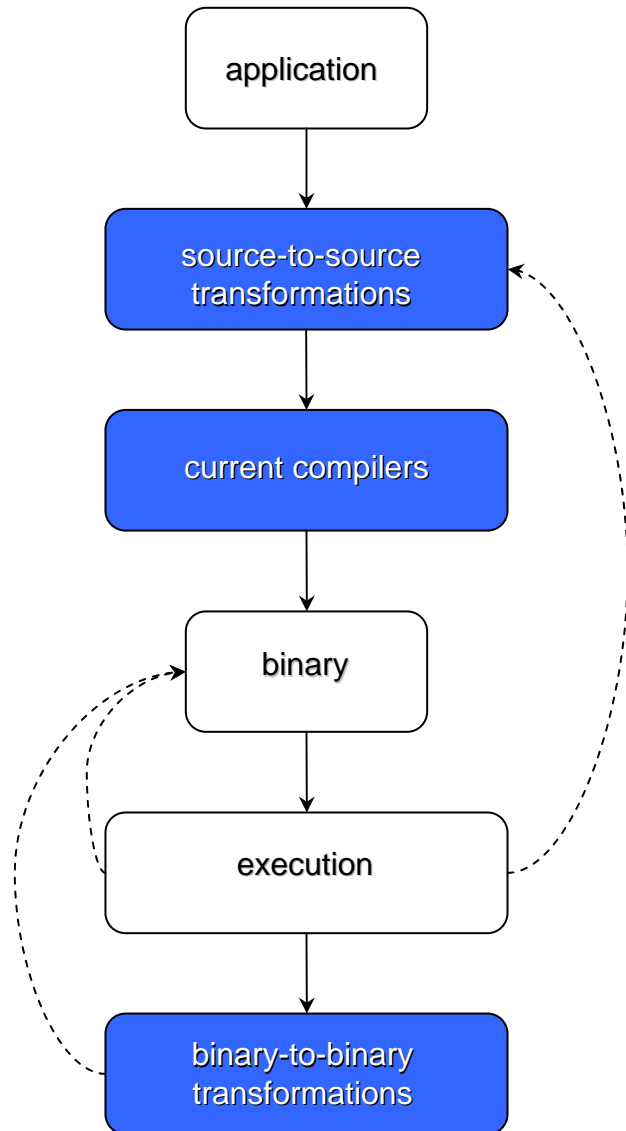 application
source-to-source
transformations
current compilers
binary
execution
binary-to-binary
transformations